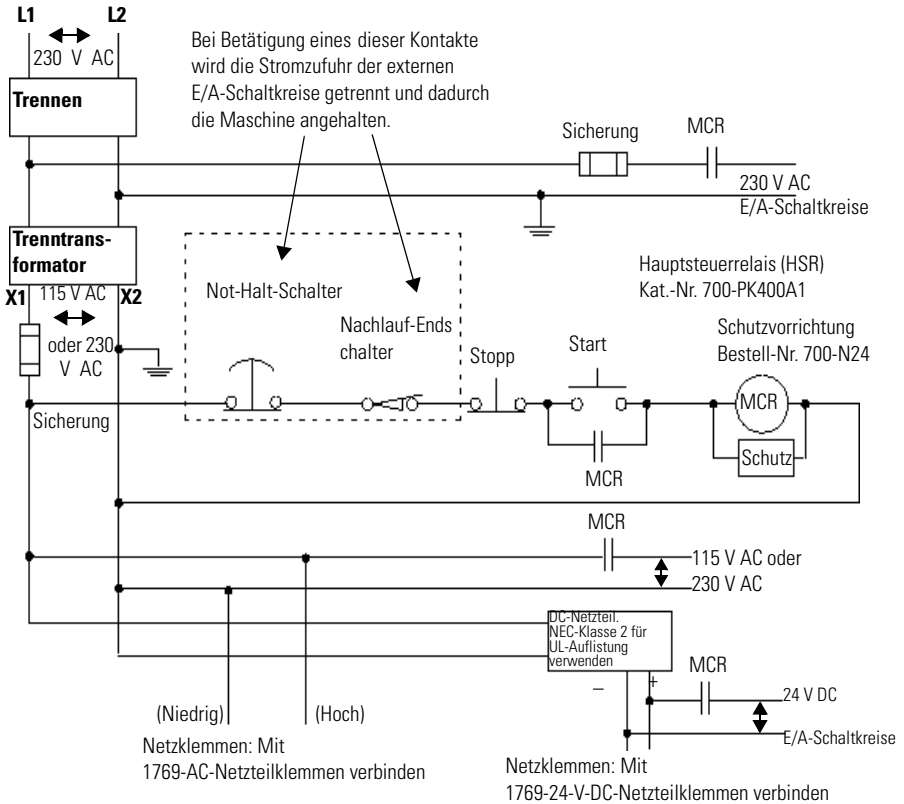 L1 L2
230 V AC
Bei Betätigung eines dieser Kontakte
wird die Stromzufuhr der externen
E/A-Schaltkreise getrennt und dadurch
die Maschine angehalten.
Trennen
Sicherung MCR
230 V AC
E/A-Schaltkreise
Trenntrans-
formator
X1 115 V AC X2
oder 230
V AC
Sicherung
Not-Halt-Schalter
Nachlauf-Ends
chalter
Stopp
Start
Hauptsteuerrelais (HSR)
Kat.-Nr. 700-PK400A1
Schutzvorrichtung
Bestell-Nr. 700-N24
MCR
Schutz
MCR
MCR
115 V AC oder
230 V AC
DC-Netzteil.
NEC-Klasse 2 für
UL-Auflistung
verwenden
– +
MCR
24 V DC
E/A-Schaltkreise
(Niedrig) (Hoch)
Netzklemmen: Mit
1769-AC-Netzteilklemmen verbinden
Netzklemmen: Mit
1769-24-V-DC-Netzteilklemmen verbinden